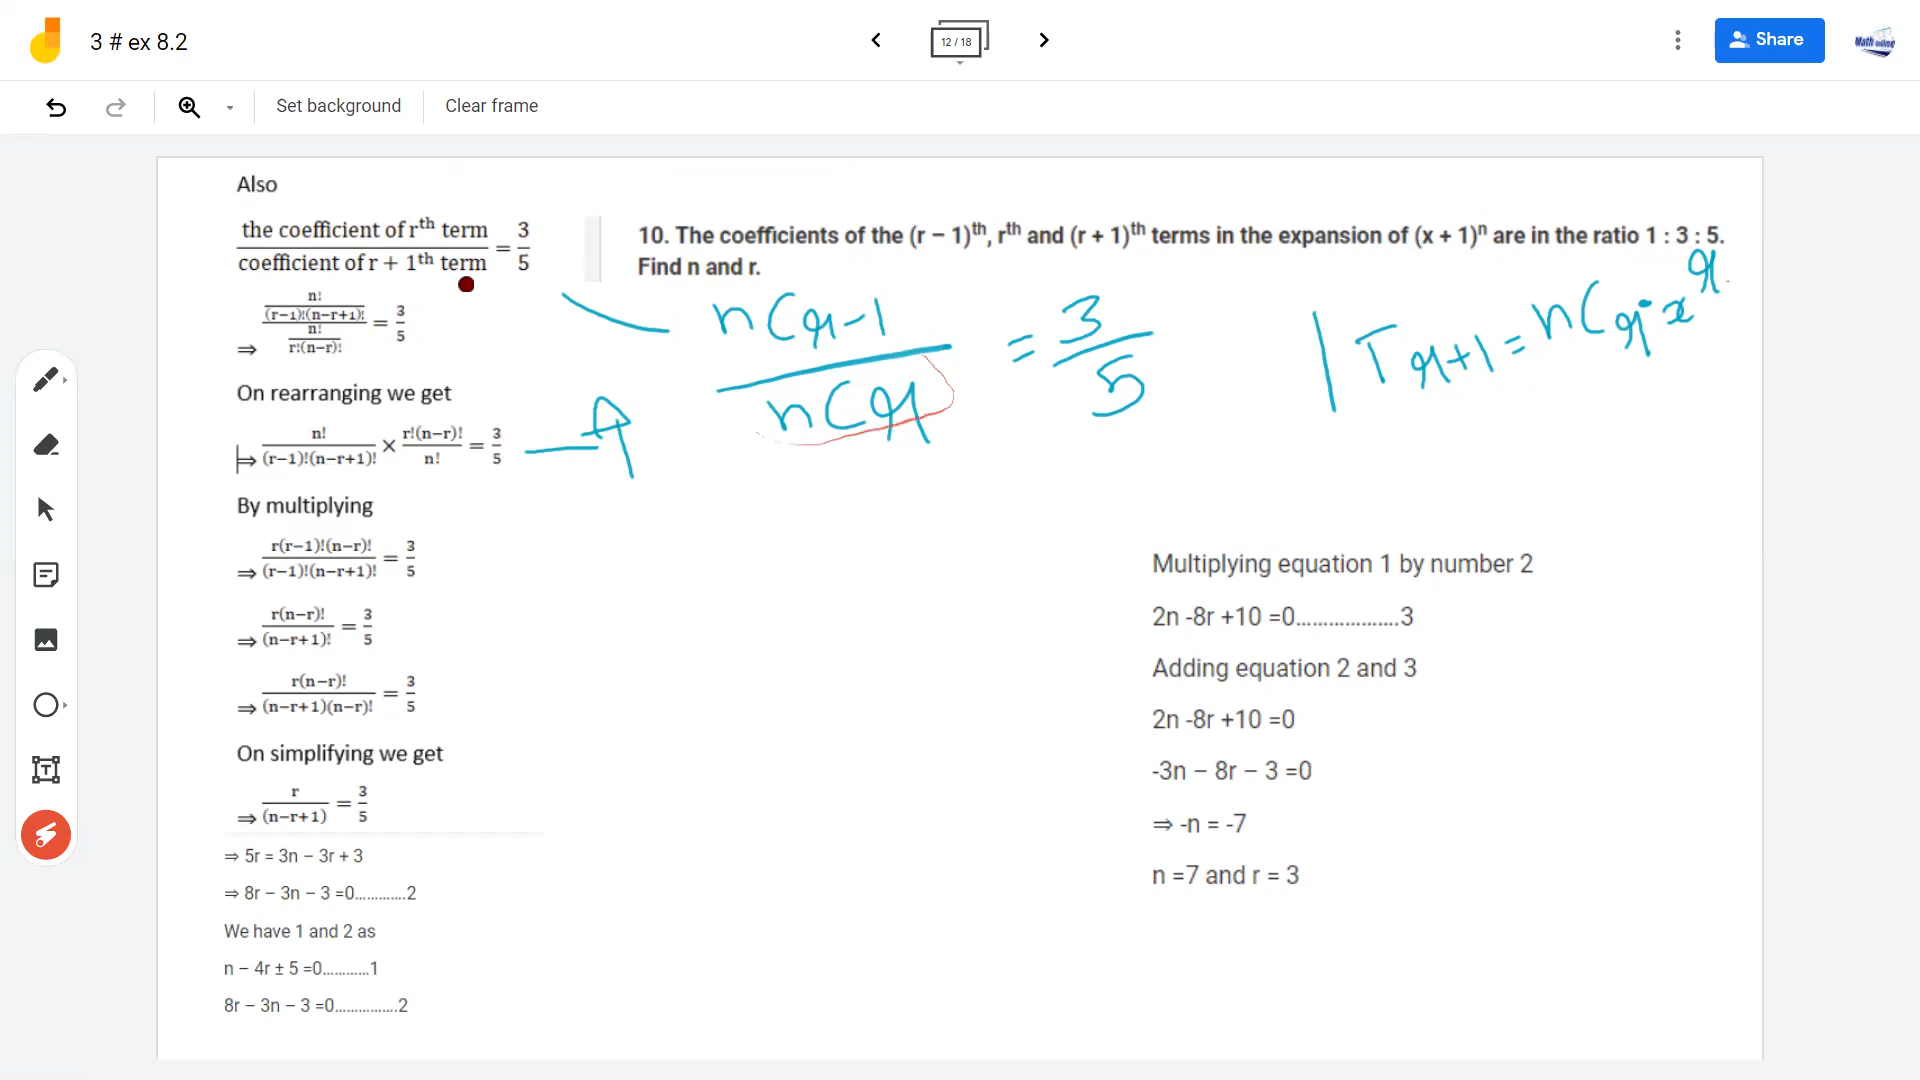 3 # ex 8.2
12 / 18
Share
Math online
Set background
Clear frame
Also
the coefficient of rth term / coefficient of r + 1th term = 3/5
⇒ n!/((r−1)!(n−r+1)!) / n!/(r!(n−r)!) = 3/5
On rearranging we get
⇒ n!/((r−1)!(n−r+1)!) × r!(n−r)!/n! = 3/5
By multiplying
⇒ r(r−1)!(n−r)!/((r−1)!(n−r+1)!) = 3/5
⇒ r(n−r)!/(n−r+1)! = 3/5
⇒ r(n−r)!/((n−r+1)(n−r)!) = 3/5
On simplifying we get
⇒ r/(n−r+1) = 3/5
⇒ 5r = 3n − 3r + 3
⇒ 8r − 3n − 3 =0............2
We have 1 and 2 as
n − 4r ± 5 =0...........1
8r − 3n − 3 =0...............2
10. The coefficients of the (r − 1)th, rth and (r + 1)th terms in the expansion of (x + 1)n are in the ratio 1 : 3 : 5.
Find n and r.
nCr-1 / nCr = 3/5
Tr+1 = nCr x r
Multiplying equation 1 by number 2
2n -8r +10 =0...................3
Adding equation 2 and 3
2n -8r +10 =0
-3n – 8r – 3 =0
⇒ -n = -7
n =7 and r = 3